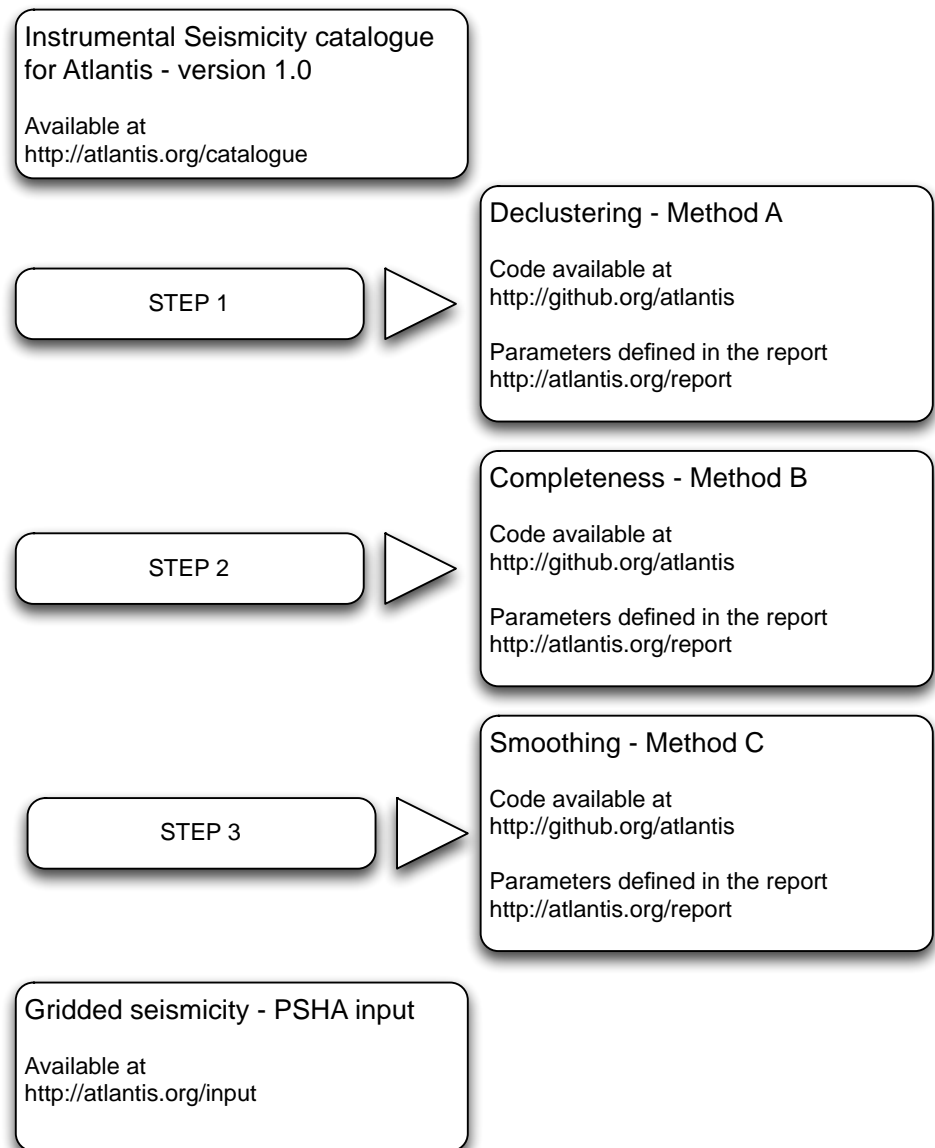 Instrumental Seismicity catalogue
for Atlantis - version 1.0
Available at
http://atlantis.org/catalogue
STEP 1
Declustering - Method A
Code available at
http://github.org/atlantis
Parameters defined in the report
http://atlantis.org/report
STEP 2
Completeness - Method B
Code available at
http://github.org/atlantis
Parameters defined in the report
http://atlantis.org/report
STEP 3
Smoothing - Method C
Code available at
http://github.org/atlantis
Parameters defined in the report
http://atlantis.org/report
Gridded seismicity - PSHA input
Available at
http://atlantis.org/input